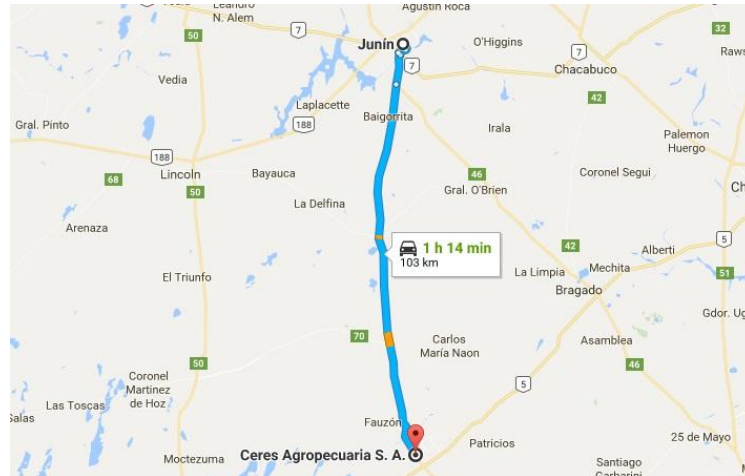 Agustín Roca
Leandro
N. Alem
50
7
Junín
O'Higgins
7
32
Raws
Vedia
7
Chacabuco
Laplacette
42
Gral. Pinto
188
Baigorrita
Irala
Palemon
Huergo
188
68
Lincoln
50
Bayauca
46
Coronel Segui
Gral. O'Brien
La Delfina
Arenaza
1 h 14 min
103 km
42
5
Alberti
El Triunfo
La Limpia
Mechita
51
Bragado
Gdor. Ug
70
Carlos
María Naon
Asamblea
50
46
Coronel
Martinez
de Hoz
5
Las Toscas
Salas
Fauzón
Moctezuma
Ceres Agropecuaria S. A.
Patricios
25 de Mayo
Santiago
Garbarini